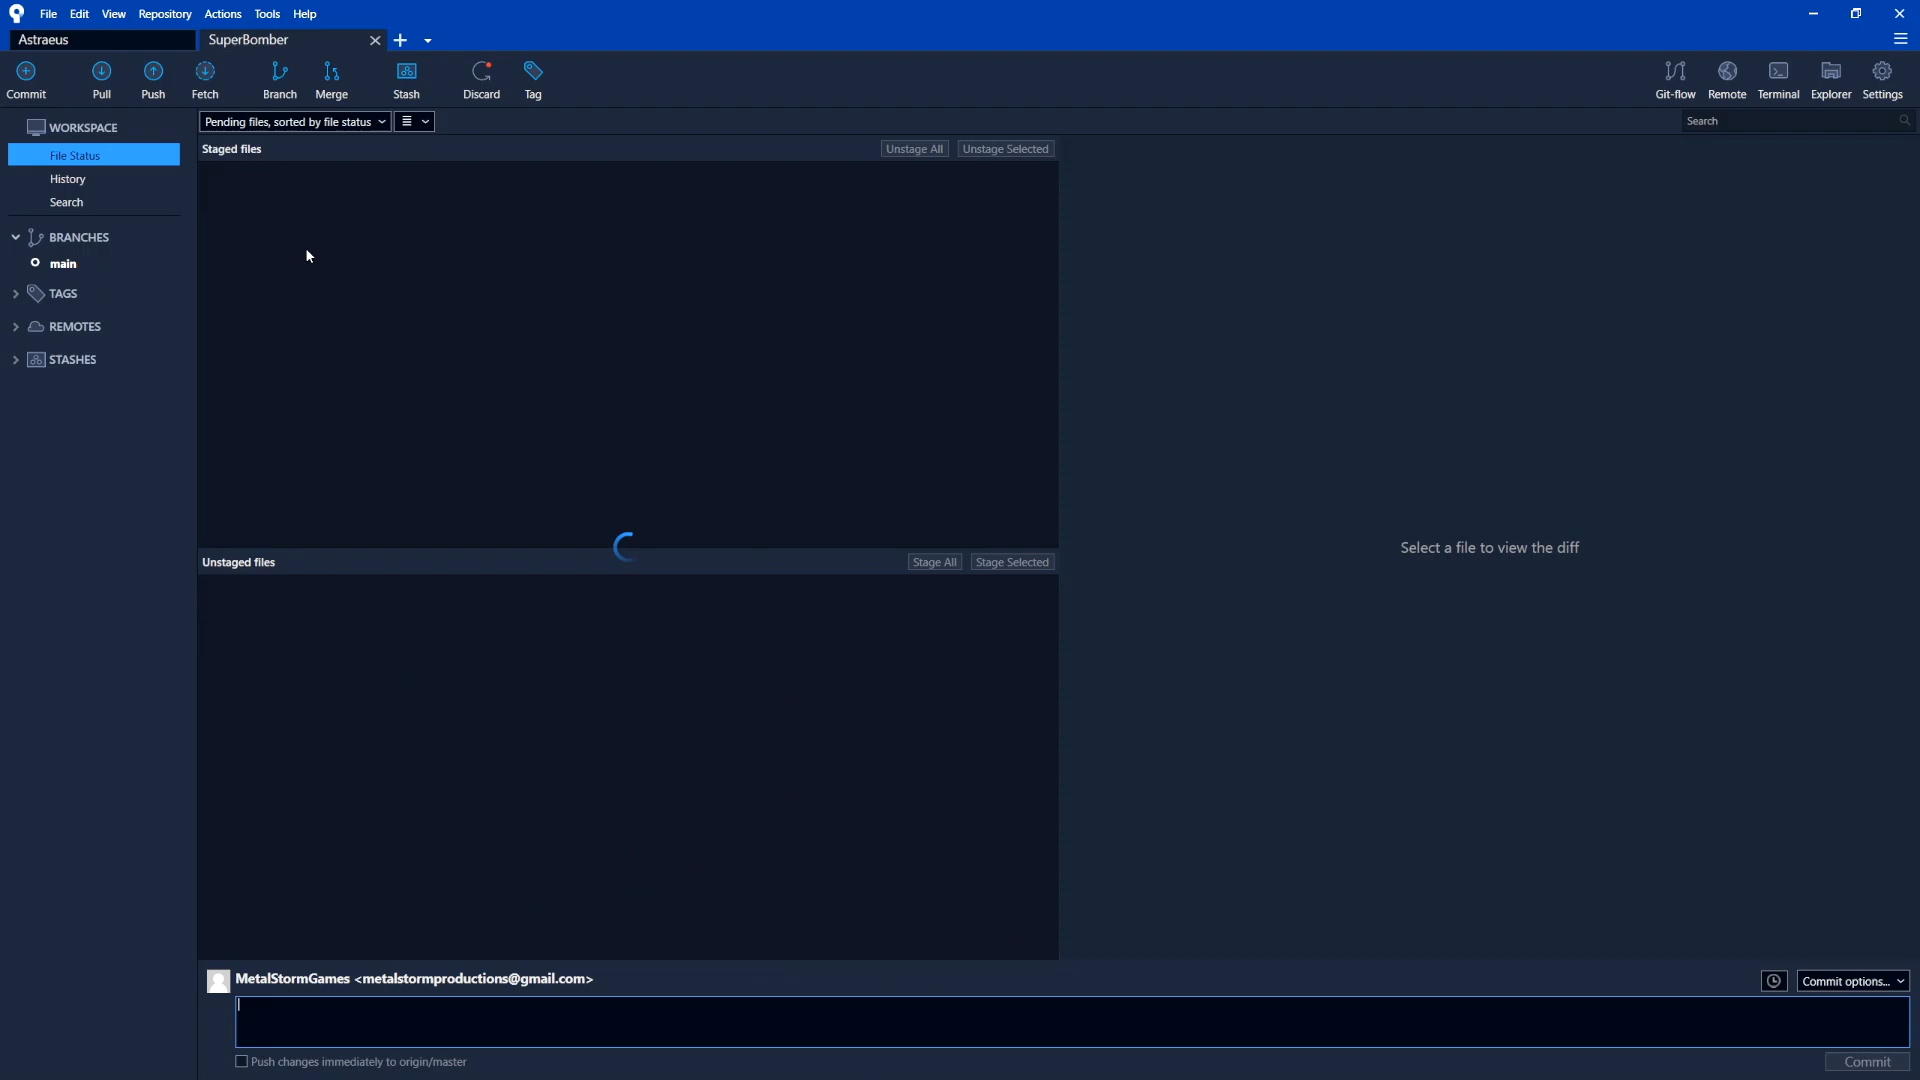 File Edit View Repository Actions Tools Help
Astraeus SuperBomber
Commit Pull Push Fetch Branch Merge Stash Discard Tag Git-flow Remote Terminal Explorer Settings
WORKSPACE
File Status
History
Search
BRANCHES
main
TAGS
REMOTES
STASHES
Pending files, sorted by file status
Search
Staged files Unstage All Unstage Selected
Unstaged files Stage All Stage Selected
Select a file to view the diff
MetalStormGames <metalstormproductions@gmail.com> Commit options...
Push changes immediately to origin/master Commit